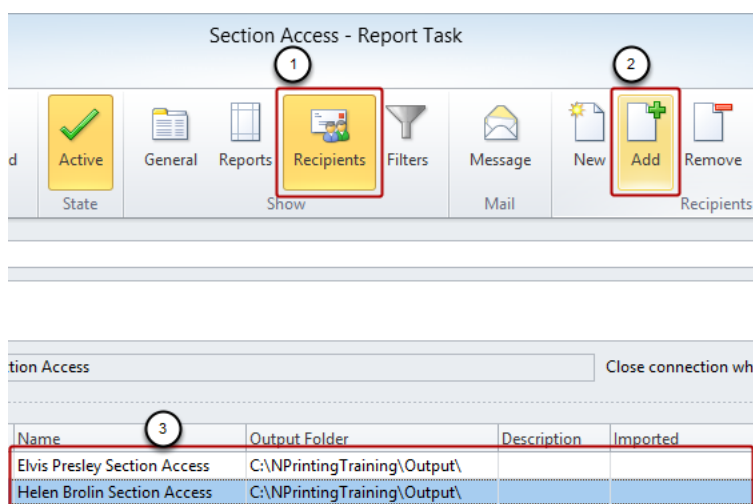 Section Access - Report Task
1
2
d Active General Reports Recipients Filters Message New Add Remove
State Show Mail Recipients
tion Access Close connection wh
3
Name Output Folder Description Imported
Elvis Presley Section Access C:\NPrintingTraining\Output\
Helen Brolin Section Access C:\NPrintingTraining\Output\